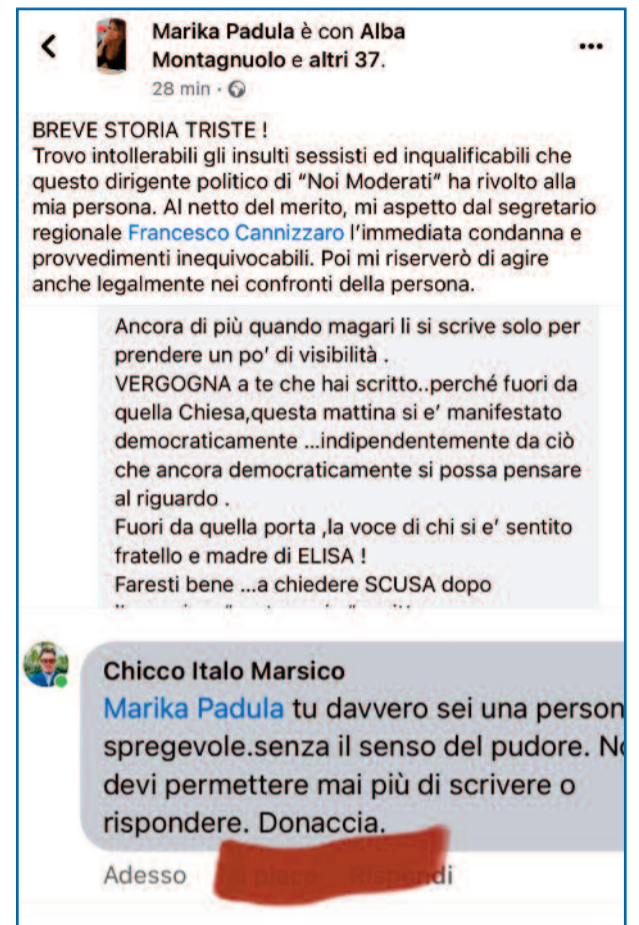 Marika Padula è con Alba
Montagnuolo e altri 37.
28 min ·
BREVE STORIA TRISTE !
Trovo intollerabili gli insulti sessisti ed inqualificabili che
questo dirigente politico di “Noi Moderati” ha rivolto alla
mia persona. Al netto del merito, mi aspetto dal segretario
regionale Francesco Cannizzaro l’immediata condanna e
provvedimenti inequivocabili. Poi mi riserverò di agire
anche legalmente nei confronti della persona.
Ancora di più quando magari li si scrive solo per
prendere un po’ di visibilità .
VERGOGNA a te che hai scritto..perché fuori da
quella Chiesa,questa mattina si e’ manifestato
democraticamente ...indipendentemente da ciò
che ancora democraticamente si possa pensare
al riguardo .
Fuori da quella porta ,la voce di chi si e’ sentito
fratello e madre di ELISA !
Faresti bene ...a chiedere SCUSA dopo
Chicco Italo Marsico
Marika Padula tu davvero sei una person
spregevole.senza il senso del pudore. No
devi permettere mai più di scrivere o
rispondere. Donaccia.
Adesso Mi piace Rispondi